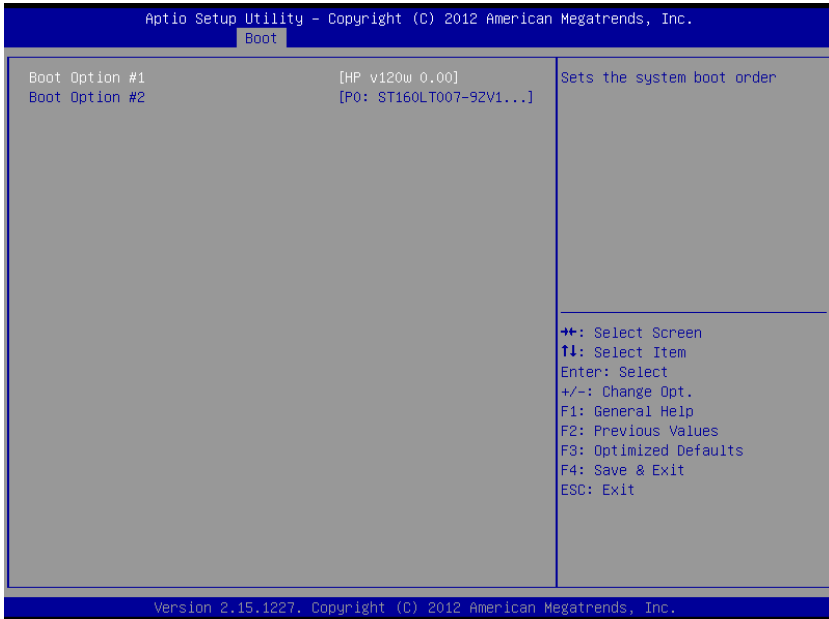 Aptio Setup Utility – Copyright (C) 2012 American Megatrends, Inc.
Boot
Boot Option #1 [HP v120w 0.00]
Boot Option #2 [P0: ST160LT007-9ZV1...]
Sets the system boot order
→←: Select Screen
↑↓: Select Item
Enter: Select
+/-: Change Opt.
F1: General Help
F2: Previous Values
F3: Optimized Defaults
F4: Save & Exit
ESC: Exit
Version 2.15.1227. Copyright (C) 2012 American Megatrends, Inc.